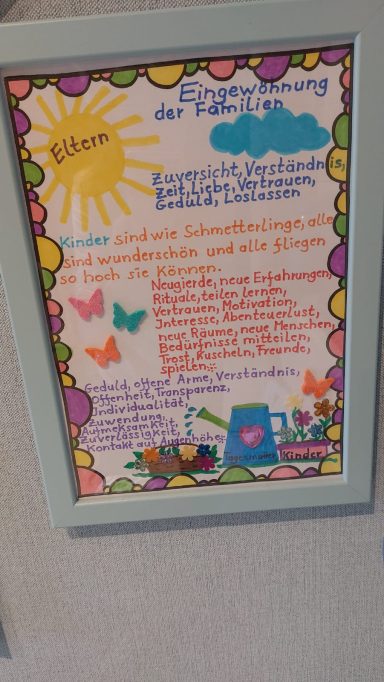 Eingewöhnung
der Familien
Eltern
Zuversicht, Verständnis,
Zeit, Liebe, Vertrauen,
Geduld, Loslassen
Kinder sind wie Schmetterlinge, alle
sind wunderschön und alle fliegen
so hoch sie können.
Neugierde, neue Erfahrungen,
Rituale, teilen lernen,
Vertrauen, Motivation,
Interesse, Abenteuerlust,
neue Räume, neue Menschen,
Bedürfnisse mitteilen,
Trost, Kuscheln, Freunde,
spielen
Geduld, offene Arme, Verständnis,
Offenheit, Transparenz,
Individualität,
Zuwendung,
Aufmerksamkeit,
Zuverlässigkeit,
Kontakt auf Augenhöhe
Tagesmutter
Kinder